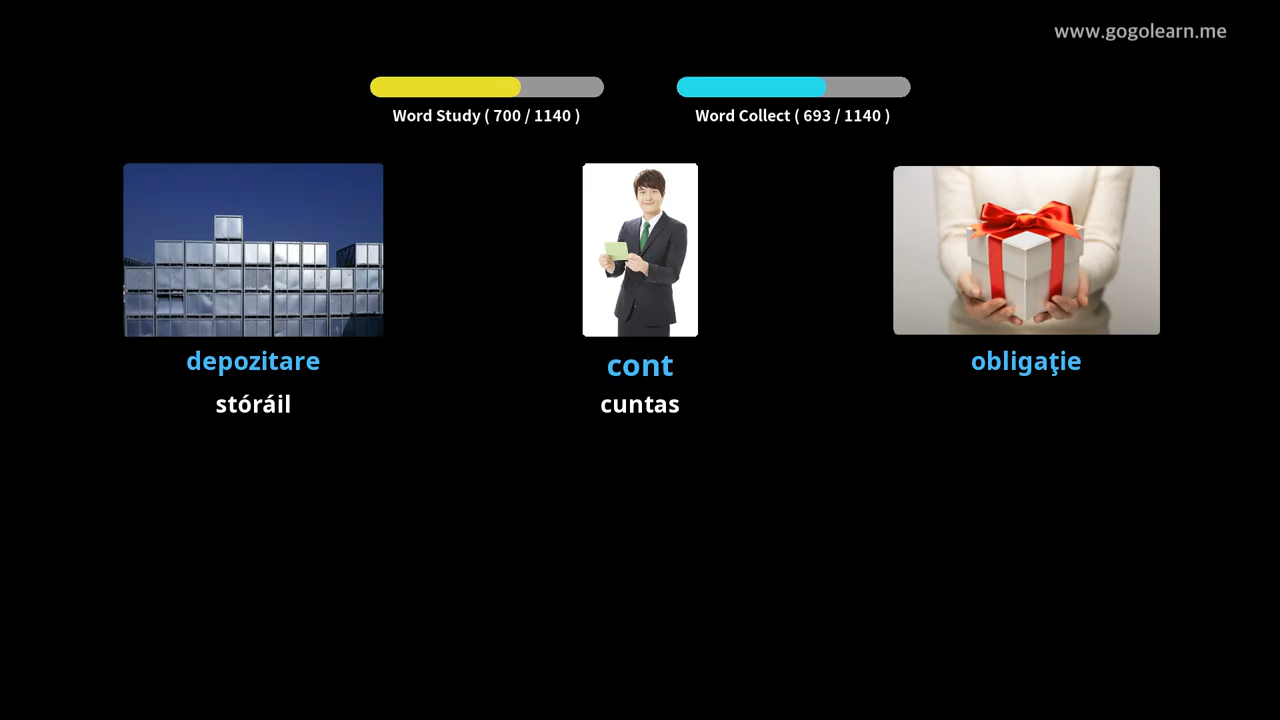 www.gogolearn.me
Word Study ( 700 / 1140 )
Word Collect ( 693 / 1140 )
depozitare
cont
obligaţie
stóráil
cuntas